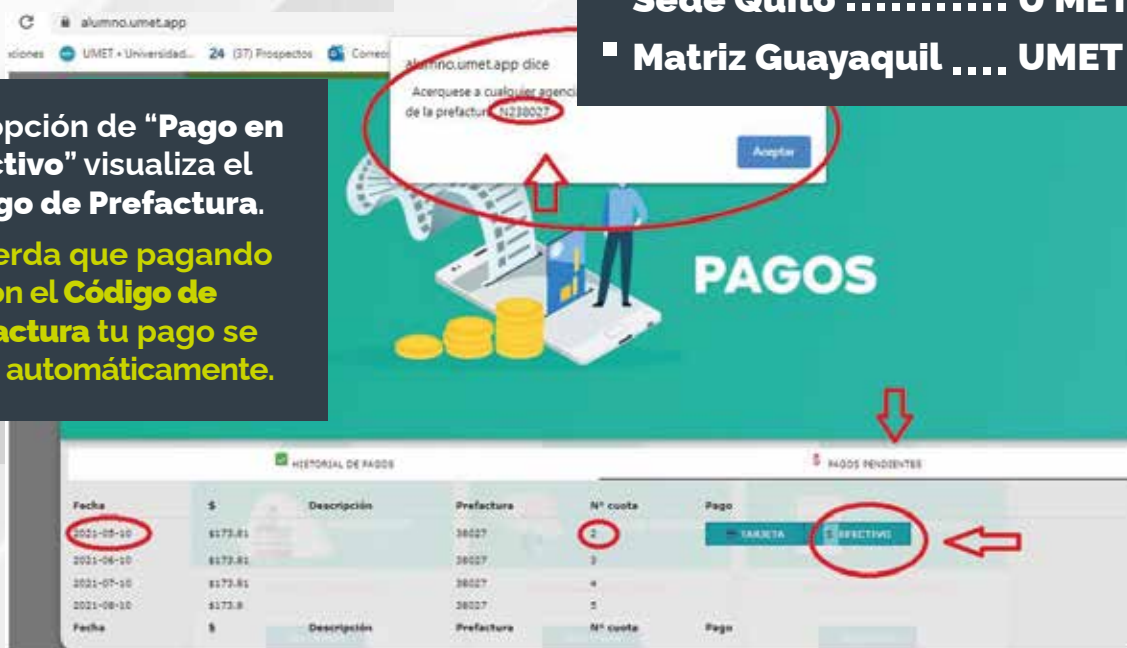 alumno.umet.app
UMET • Universidad... 24 (37) Prospectos Correo
Sede Quito ............ U MET
Matriz Guayaquil .... UMET
alumno.umet.app dice
Acerquese a cualquier agencia
de la prefactura N238027
Aceptar
opción de “Pago en
ctivo” visualiza el
go de Prefactura.
erda que pagando
on el Código de
actura tu pago se
automáticamente.
PAGOS
HISTORIAL DE PAGOS $ PAGOS PENDIENTES
Fecha $ Descripción Prefactura N° cuota Pago
2021-05-10 $173.81 38027 2 TARJETA $ EFECTIVO
2021-06-10 $173.81 38027 3
2021-07-10 $173.81 38027 4
2021-08-10 $173.8 38027 5
Fecha $ Descripción Prefactura N° cuota Pago